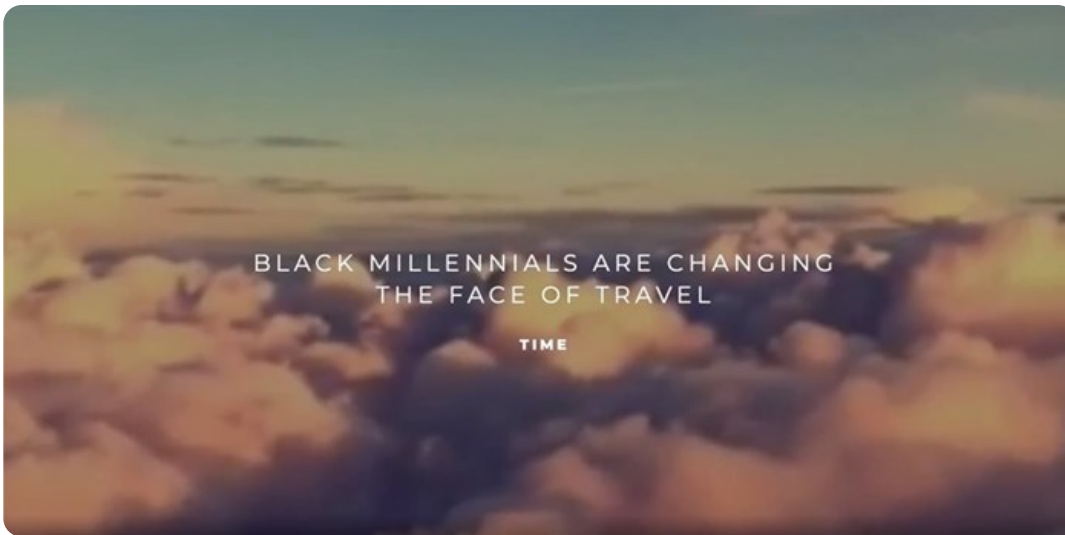 BLACK MILLENNIALS ARE CHANGING
THE FACE OF TRAVEL
TIME